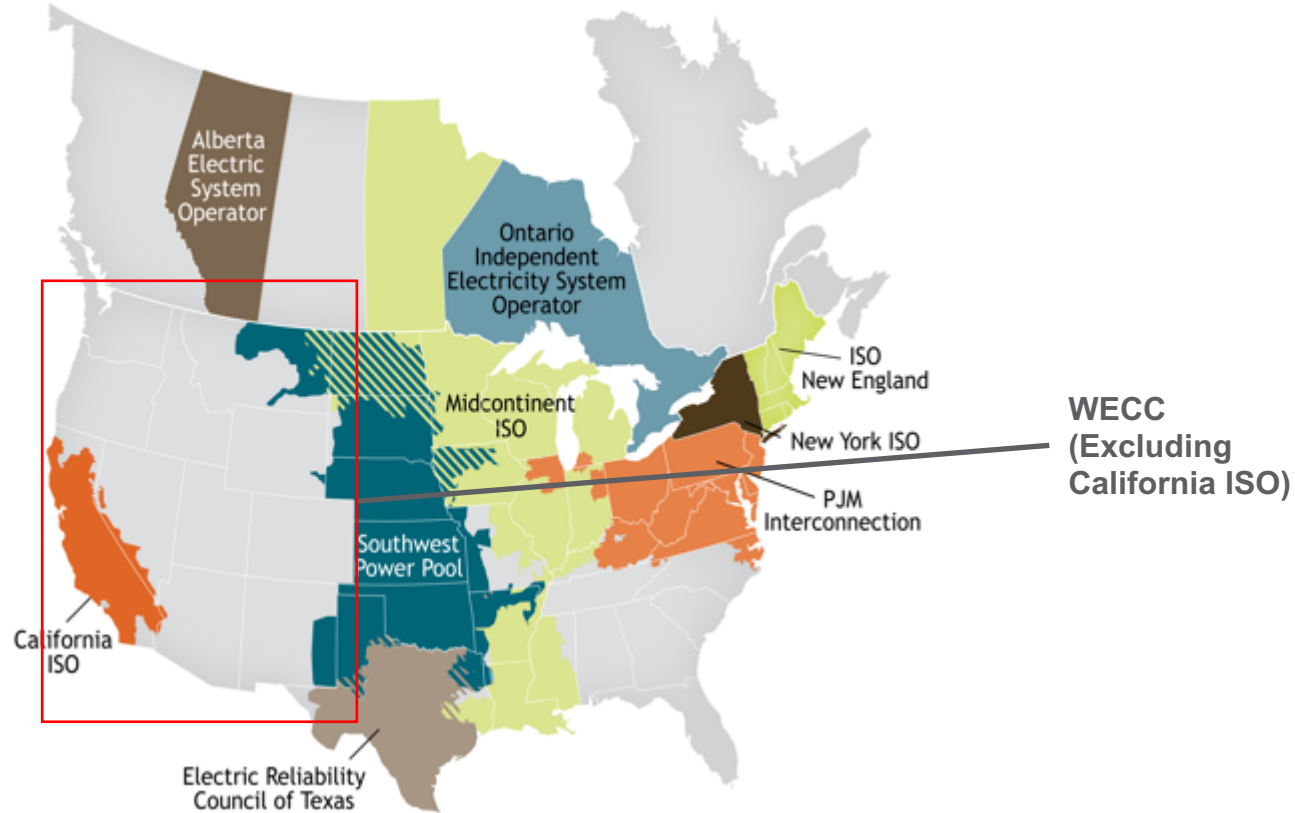 Alberta
Electric
System
Operator
Ontario
Independent
Electricity System
Operator
ISO
New England
Midcontinent
ISO
New York ISO
WECC
(Excluding
California ISO)
PJM
Interconnection
Southwest
Power Pool
California
ISO
Electric Reliability
Council of Texas